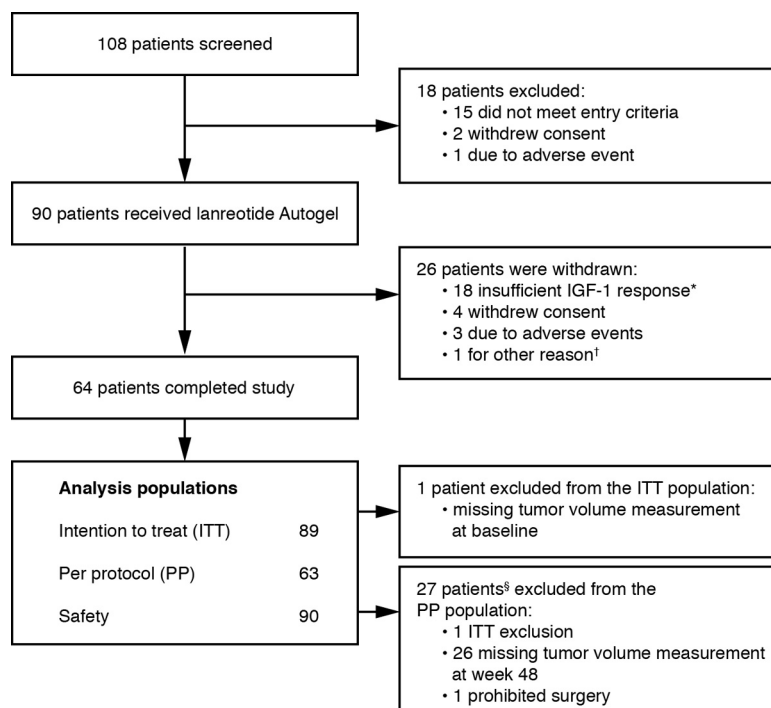 108 patients screened
18 patients excluded:
• 15 did not meet entry criteria
• 2 withdrew consent
• 1 due to adverse event
90 patients received lanreotide Autogel
26 patients were withdrawn:
• 18 insufficient IGF-1 response*
• 4 withdrew consent
• 3 due to adverse events
• 1 for other reason†
64 patients completed study
Analysis populations
Intention to treat (ITT) 89
Per protocol (PP) 63
Safety 90
1 patient excluded from the ITT population:
• missing tumor volume measurement
at baseline
27 patients§ excluded from the
PP population:
• 1 ITT exclusion
• 26 missing tumor volume measurement
at week 48
• 1 prohibited surgery